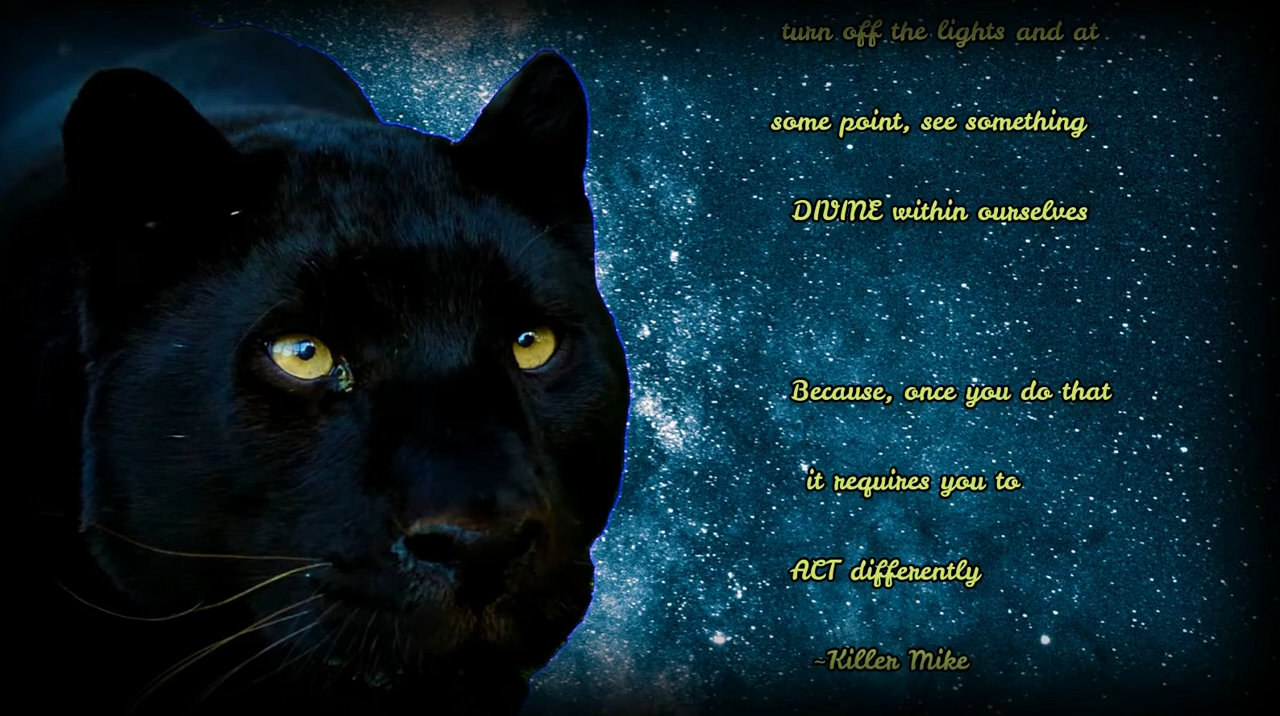 turn off the lights and at
some point, see something
DIVINE within ourselves
Because, once you do that
it requires you to
ACT differently
~Killer Mike